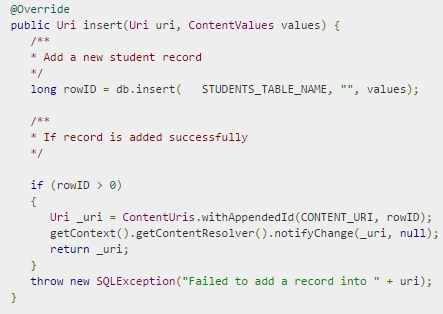 @Override
public Uri insert(Uri uri, ContentValues values) {
   /**
   * Add a new student record
   */
   long rowID = db.insert(   STUDENTS_TABLE_NAME, "", values);

   /**
   * If record is added successfully
   */

   if (rowID > 0)
   {
      Uri _uri = ContentUris.withAppendedId(CONTENT_URI, rowID);
      getContext().getContentResolver().notifyChange(_uri, null);
      return _uri;
   }
   throw new SQLException("Failed to add a record into " + uri);
}